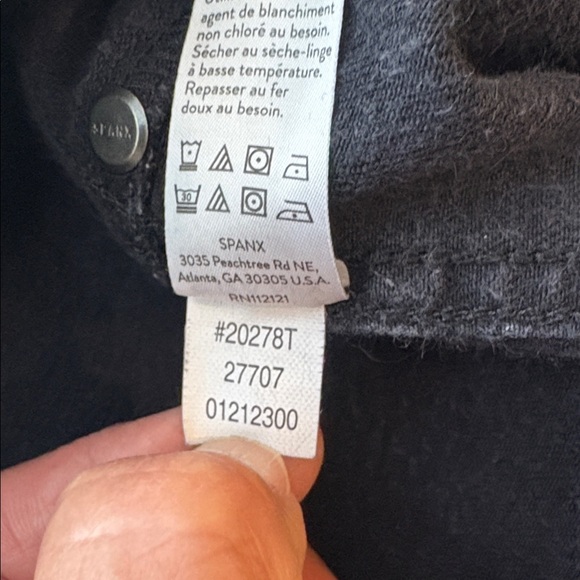 agent de blanchiment
non chloré au besoin.
Sécher au sèche-linge
à basse température.
Repasser au fer
doux au besoin.
SPANX
30
SPANX
3035 Peachtree Rd NE,
Atlanta, GA 30305 U.S.A.
RN112121
#20278T
27707
01212300